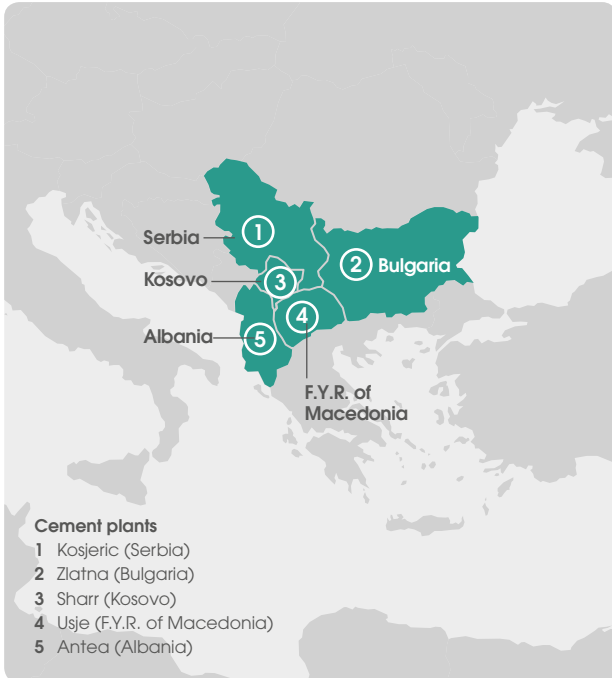 Serbia
1
2 Bulgaria
Kosovo
3
Albania
4
5
F.Y.R. of
Macedonia
Cement plants
1 Kosjeric (Serbia)
2 Zlatna (Bulgaria)
3 Sharr (Kosovo)
4 Usje (F.Y.R. of Macedonia)
5 Antea (Albania)